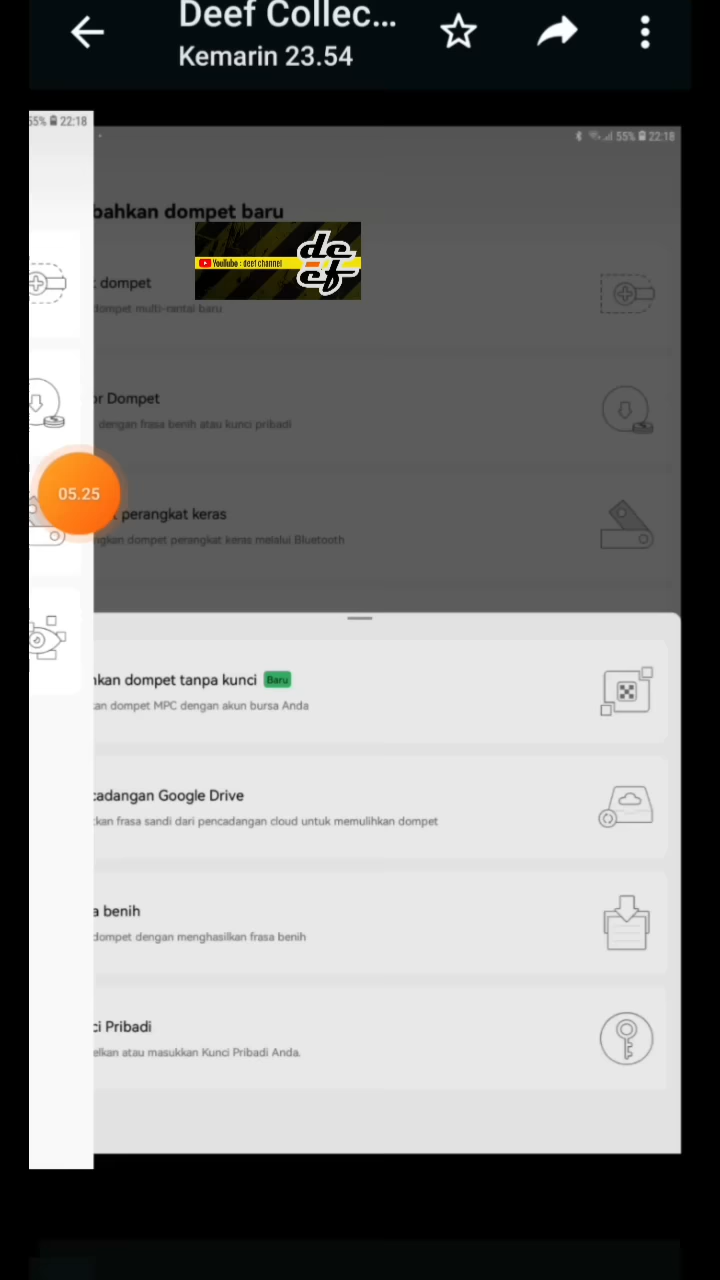 Deef Collec...
Kemarin 23.54
55% 22:18
55% 22:18
bahkan dompet baru
YouTube : deef channel
deef
dompet
dompet multi-rantai baru
or Dompet
dengan frasa benih atau kunci pribadi
05.25
perangkat keras
ngkan dompet perangkat keras melalui Bluetooth
nkan dompet tanpa kunci Baru
an dompet MPC dengan akun bursa Anda
cadangan Google Drive
kan frasa sandi dari pencadangan cloud untuk memulihkan dompet
a benih
dompet dengan menghasilkan frasa benih
ci Pribadi
elkan atau masukkan Kunci Pribadi Anda.